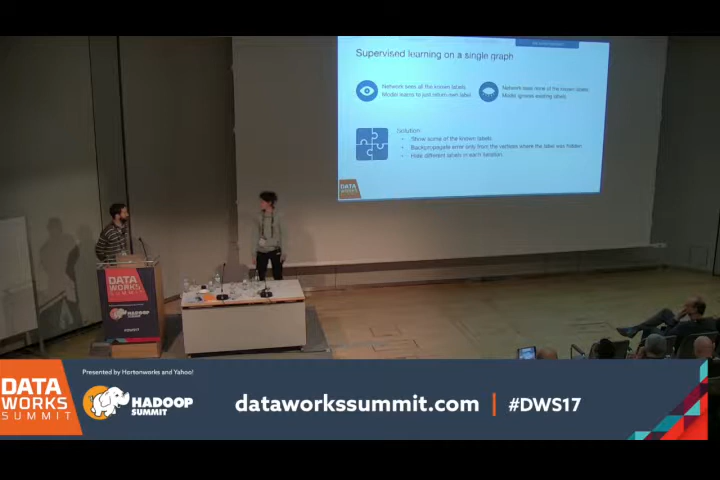 Supervised learning on a single graph
Network sees all the known labels.
Model learns to just return own label
Network sees none of the known labels.
Model ignores existing labels.
Solution:
Show some of the known labels.
Backpropagate error only from the vertices where the label was hidden.
Hide different labels in each iteration.
DATA
WORKS
DATA
WORKS
SUMMIT
HADOOP
SUMMIT
#DWS17
Presented by Hortonworks and Yahoo!
DATA
WORKS
SUMMIT
HADOOP
SUMMIT
dataworkssummit.com | #DWS17